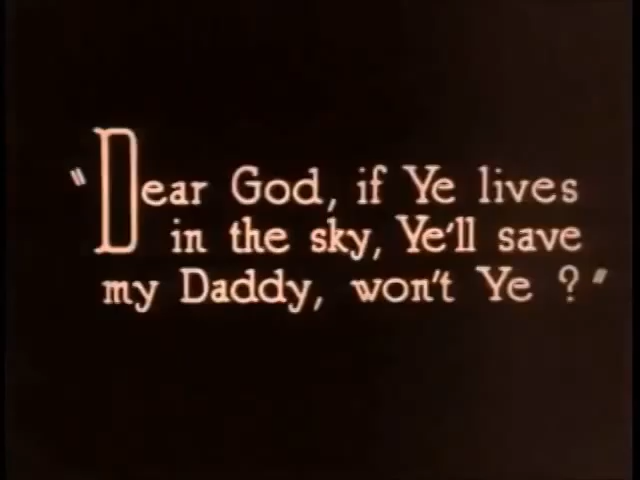 "Dear God, if Ye lives
in the sky, Ye'll save
my Daddy, won't Ye ?"